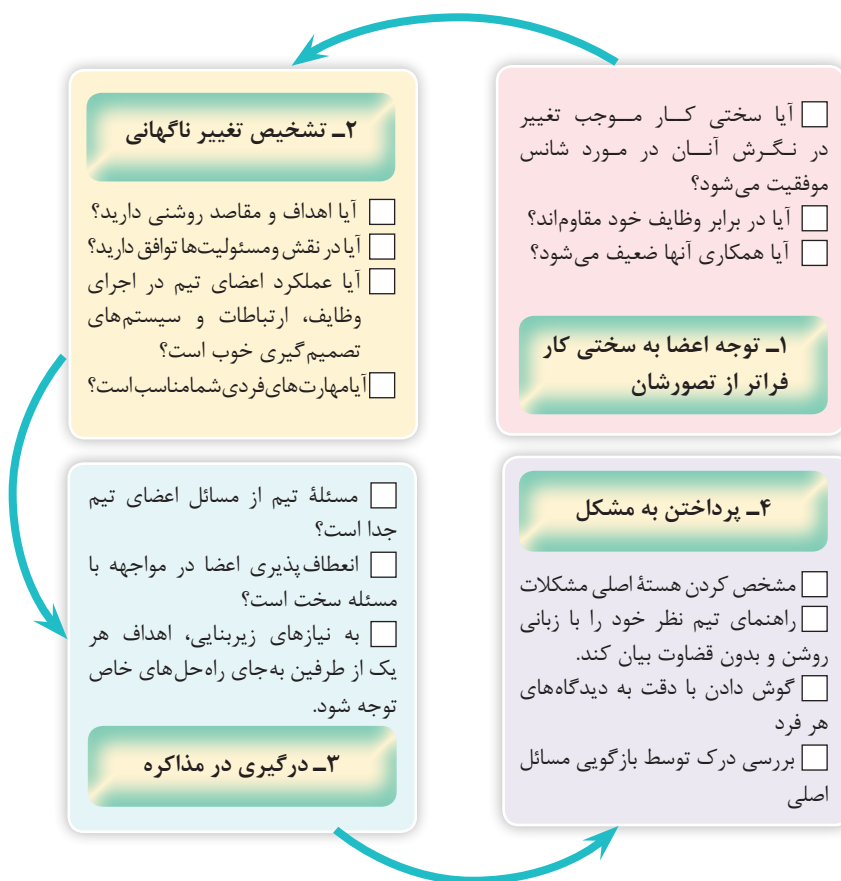 آیا سختی کار موجب تغییر
در نگرش آنان در مورد شانس
موفقیت می‌شود؟
آیا در برابر وظایف خود مقاوم‌اند؟
آیا همکاری آنها ضعیف می‌شود؟
۱ـ توجه اعضا به سختی کار
فراتر از تصورشان
۲ـ تشخیص تغییر ناگهانی
آیا اهداف و مقاصد روشنی دارید؟
آیا در نقش ومسئولیت‌ها توافق دارید؟
آیا عملکرد اعضای تیم در اجرای
وظایف، ارتباطات و سیستم‌های
تصمیم‌گیری خوب است؟
آیا مهارت‌های فردی شما مناسب است؟
مسئلهٔ تیم از مسائل اعضای تیم
جدا است؟
انعطاف‌پذیری اعضا در مواجهه با
مسئله سخت است؟
به نیازهای زیربنایی، اهداف هر
یک از طرفین به‌جای راه‌حل‌های خاص
توجه شود.
۳ـ درگیری در مذاکره
۴ـ پرداختن به مشکل
مشخص کردن هستهٔ اصلی مشکلات
راهنمای تیم نظر خود را با زبانی
روشن و بدون قضاوت بیان کند.
گوش دادن با دقت به دیدگاه‌های
هر فرد
بررسی درک توسط بازگویی مسائل
اصلی